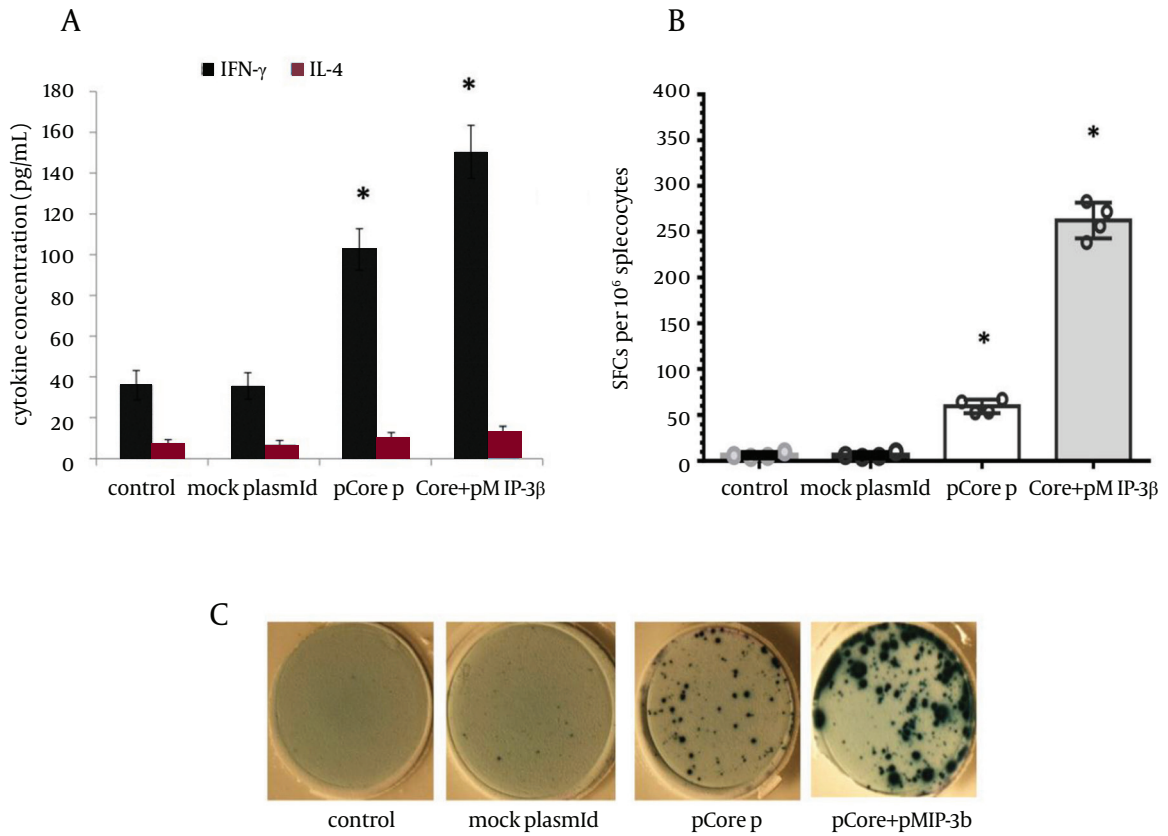 A
IFN-γ IL-4
cytokine concentration (pg/mL)
180
160
140
120
100
80
60
40
20
0
*
*
control mock plasmId pCore p Core+pM IP-3β
B
SFCs per 10⁶ splecocytes
400
350
300
250
200
150
100
50
0
*
*
control mock plasmId pCore p Core+pM IP-3β
C
control mock plasmId pCore p pCore+pMIP-3b